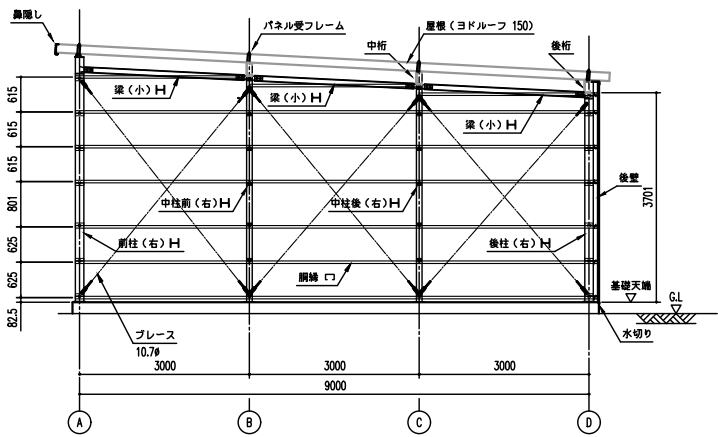 鼻隠し
パネル受フレーム
中桁
屋根(ヨドルーフ 150)
後桁
梁(小)H
梁(小)H
梁(小)H
615
615
615
801
625
625
82.5
中柱前(右)H
中柱後(右)H
後壁
3701
前柱(右)H
後柱(右)H
胴縁
基礎天端
G.L
水切り
ブレース
10.7φ
3000
3000
3000
9000
A
B
C
D